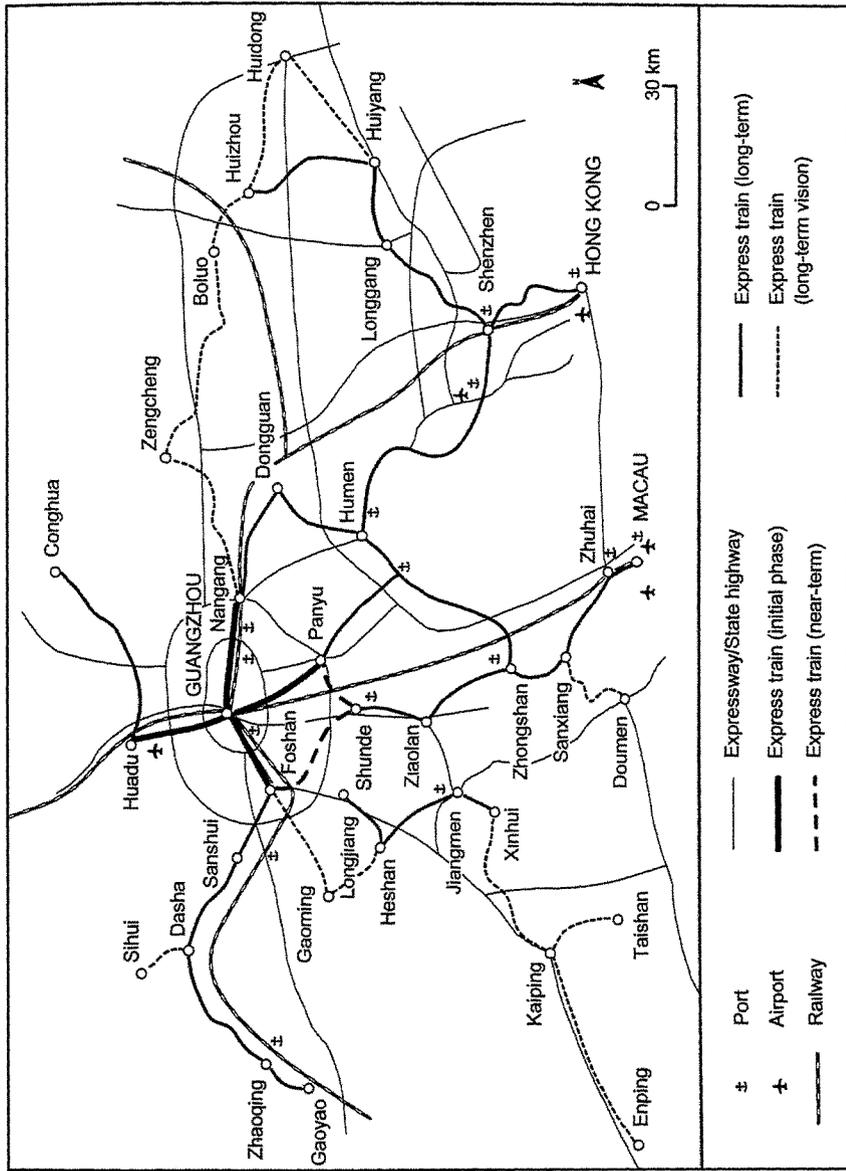 Huidong
Huizhou
Huiyang
Boluo
Longgang
Shenzhen
HONG KONG
0
30 km
Zengcheng
Dongguan
Conghua
Humen
GUANGZHOU
Nangang
Panyu
Zhuhai
MACAU
Huadu
Foshan
Shunde
Ziaolan
Zhongshan
Sanxiang
Doumen
Sanshui
Longjiang
Heshan
Jiangmen
Xinhui
Sihui
Dasha
Gaoming
Kaiping
Taishan
Zhaoqing
Gaoyao
Enping
Port
Airport
Railway
Expressway/State highway
Express train (initial phase)
Express train (near-term)
Express train (long-term)
Express train
(long-term vision)